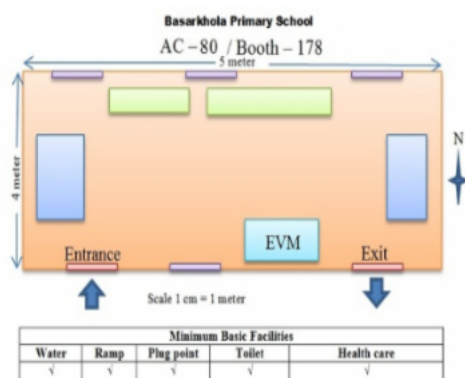 Basarkhola Primary School
AC – 80 / Booth – 178
5 meter
4 meter
N
EVM
Entrance
Exit
Scale 1 cm = 1 meter
Minimum Basic Facilities
Water Ramp Plug point Toilet Health care
√ √ √ √ √